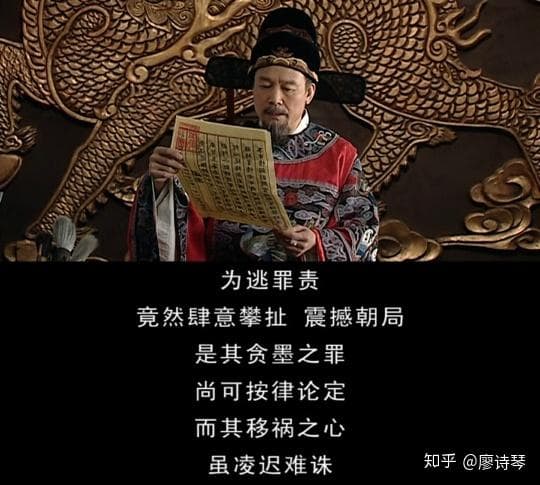 为逃罪责
竟然肆意攀扯 震撼朝局
是其贪墨之罪
尚可按律论定
而其移祸之心
虽凌迟难诛
知乎 @廖诗琴